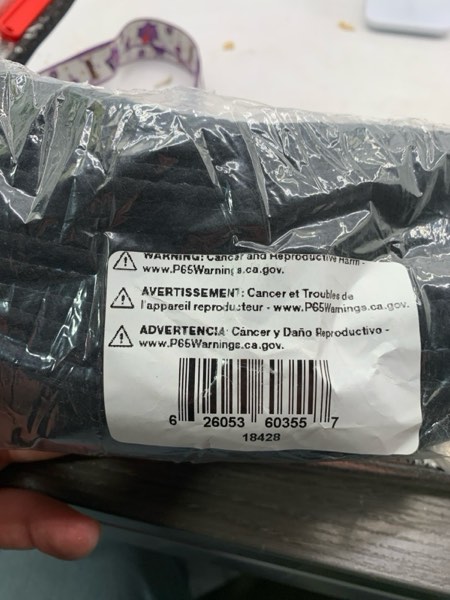 WARNING: Cancer and Reproductive Harm -
www.P65Warnings.ca.gov.
AVERTISSEMENT: Cancer et Troubles de
l'appareil reproducteur - www.P65Warnings.ca.gov.
ADVERTENCIA: Cáncer y Daño Reproductivo -
www.P65Warnings.ca.gov.
6 26053 60355 7
18428